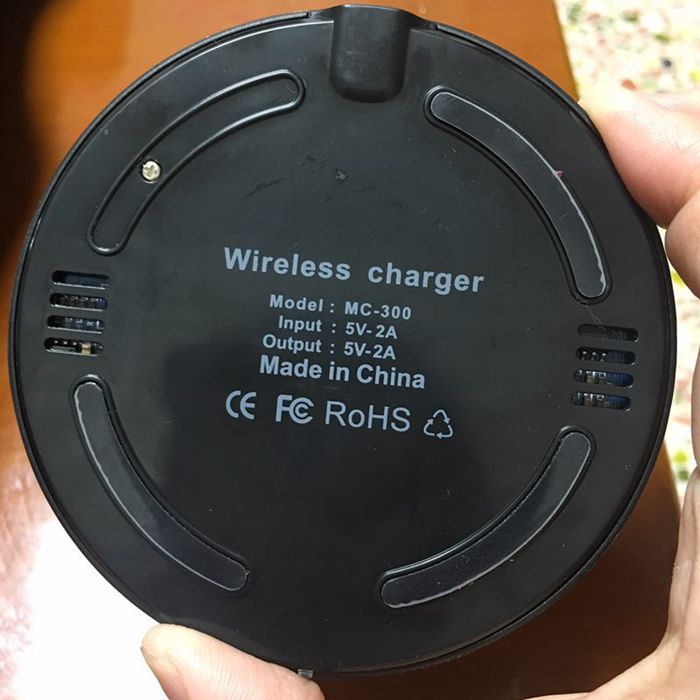 Wireless charger
Model : MC-300
Input : 5V-2A
Output : 5V-2A
Made in China
CE FC RoHS